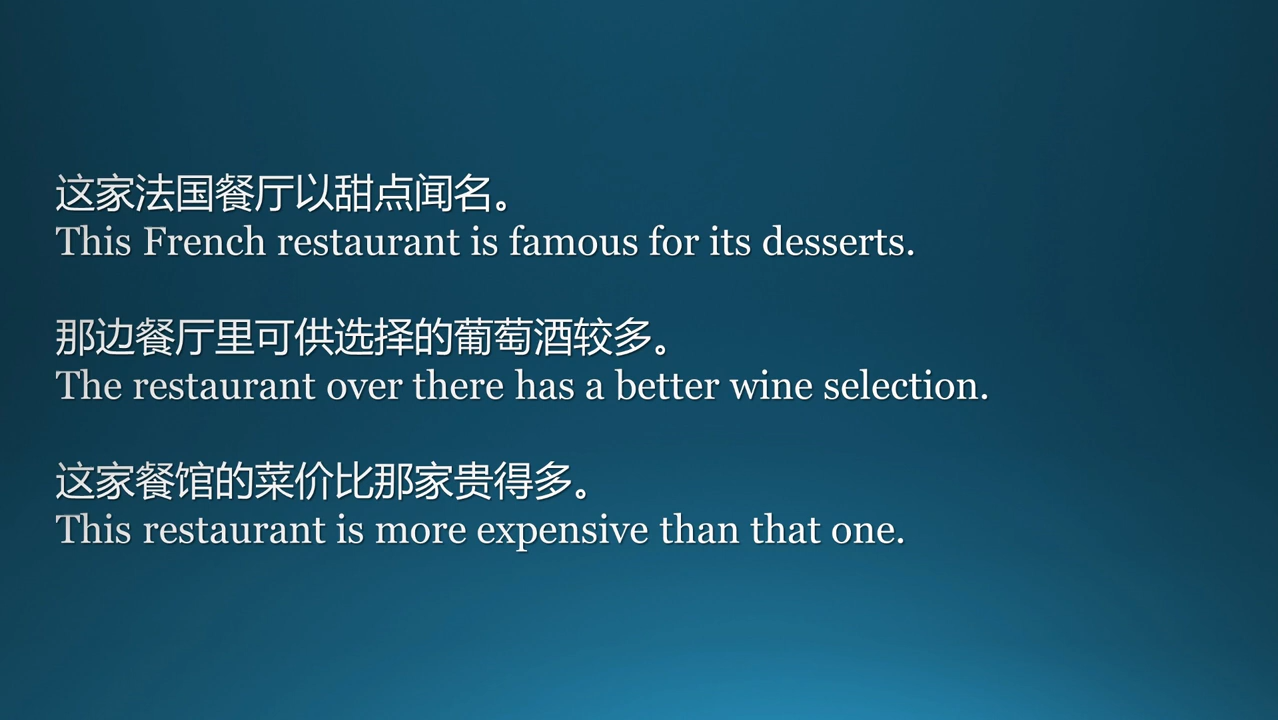 这家法国餐厅以甜点闻名。
This French restaurant is famous for its desserts.
那边餐厅里可供选择的葡萄酒较多。
The restaurant over there has a better wine selection.
这家餐馆的菜价比那家贵得多。
This restaurant is more expensive than that one.